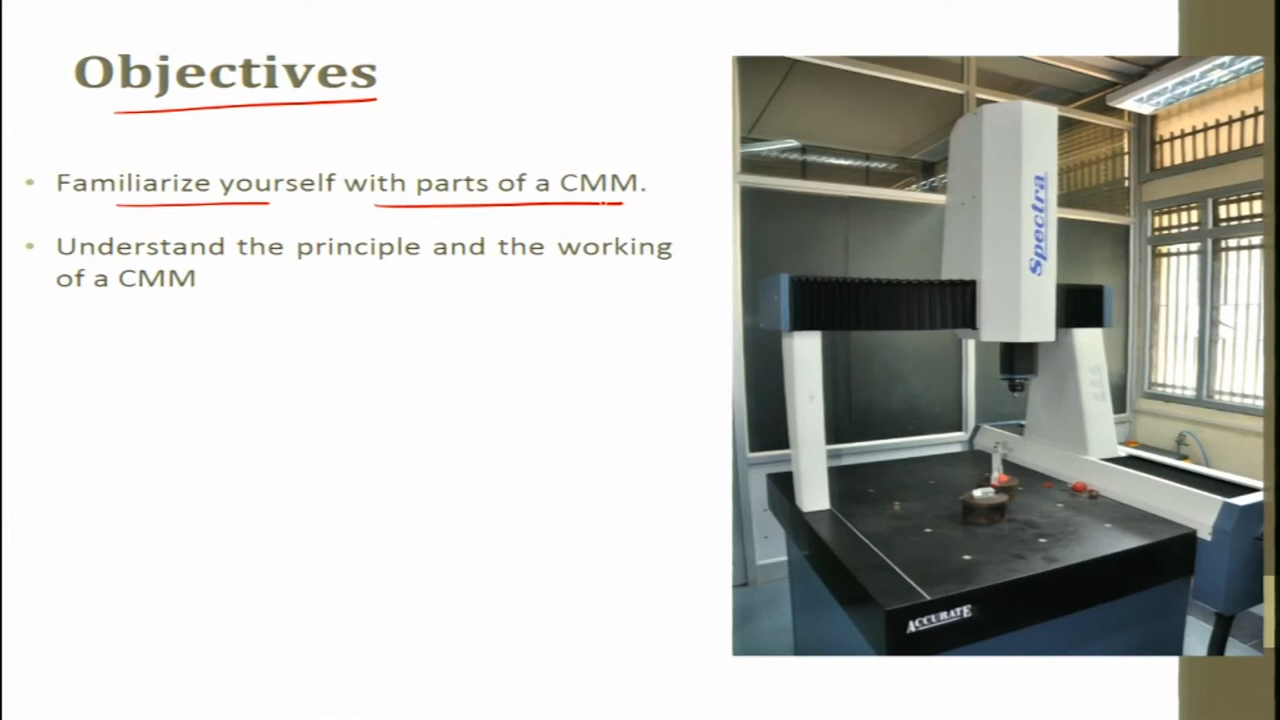 Objectives
• Familiarize yourself with parts of a CMM.
• Understand the principle and the working
of a CMM
Spectra
ACCURATE